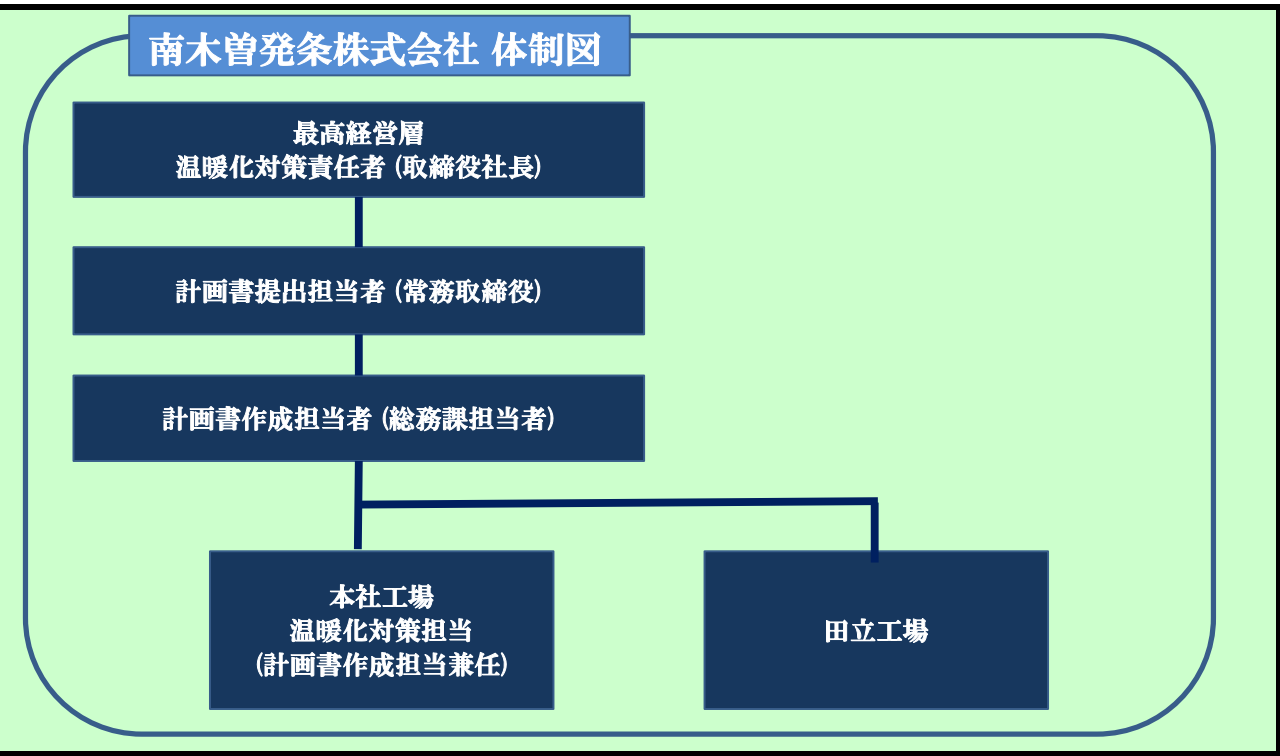 南木曽発条株式会社 体制図
最高経営層
温暖化対策責任者 (取締役社長)
計画書提出担当者 (常務取締役)
計画書作成担当者 (総務課担当者)
本社工場
温暖化対策担当
(計画書作成担当兼任)
田立工場